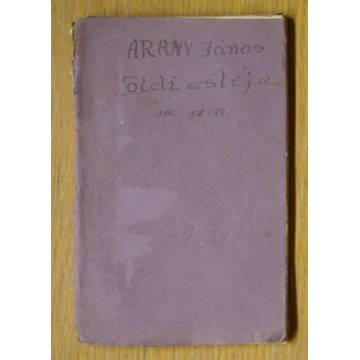 ARANY János
Toldi estéje